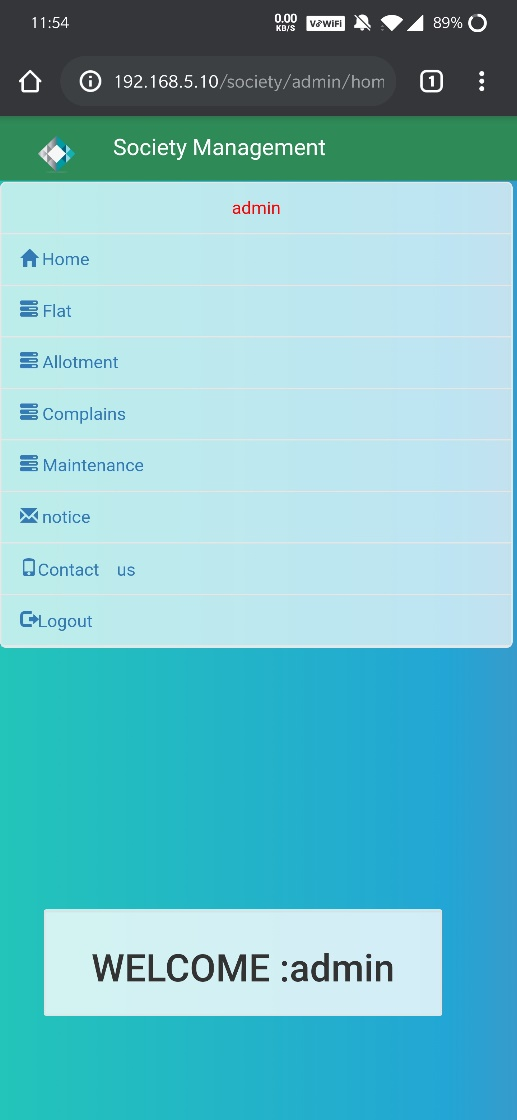 11:54 0.00 KB/S VoWiFi 89%
192.168.5.10/society/admin/hom 1
Society Management
admin
Home
Flat
Allotment
Complains
Maintenance
notice
Contact us
Logout
WELCOME :admin